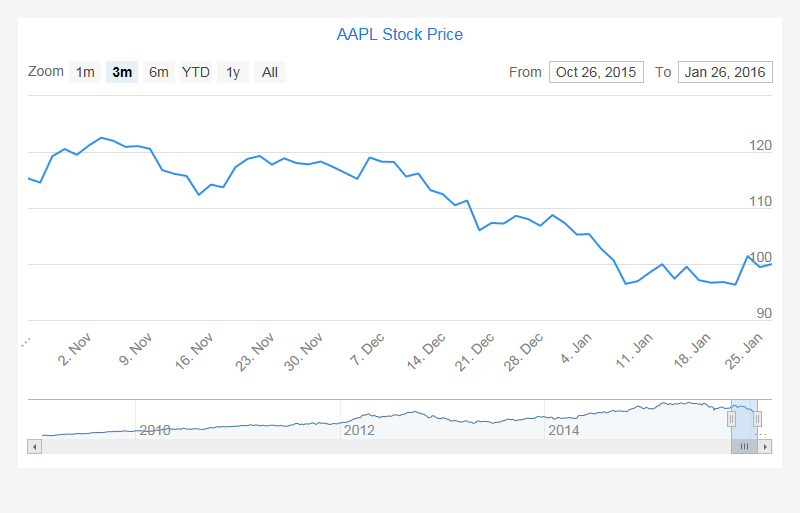 AAPL Stock Price
Zoom 1m 3m 6m YTD 1y All From Oct 26, 2015 To Jan 26, 2016
120
110
100
90
... 2. Nov 9. Nov 16. Nov 23. Nov 30. Nov 7. Dec 14. Dec 21. Dec 28. Dec 4. Jan 11. Jan 18. Jan 25. Jan
2010 2012 2014 ...